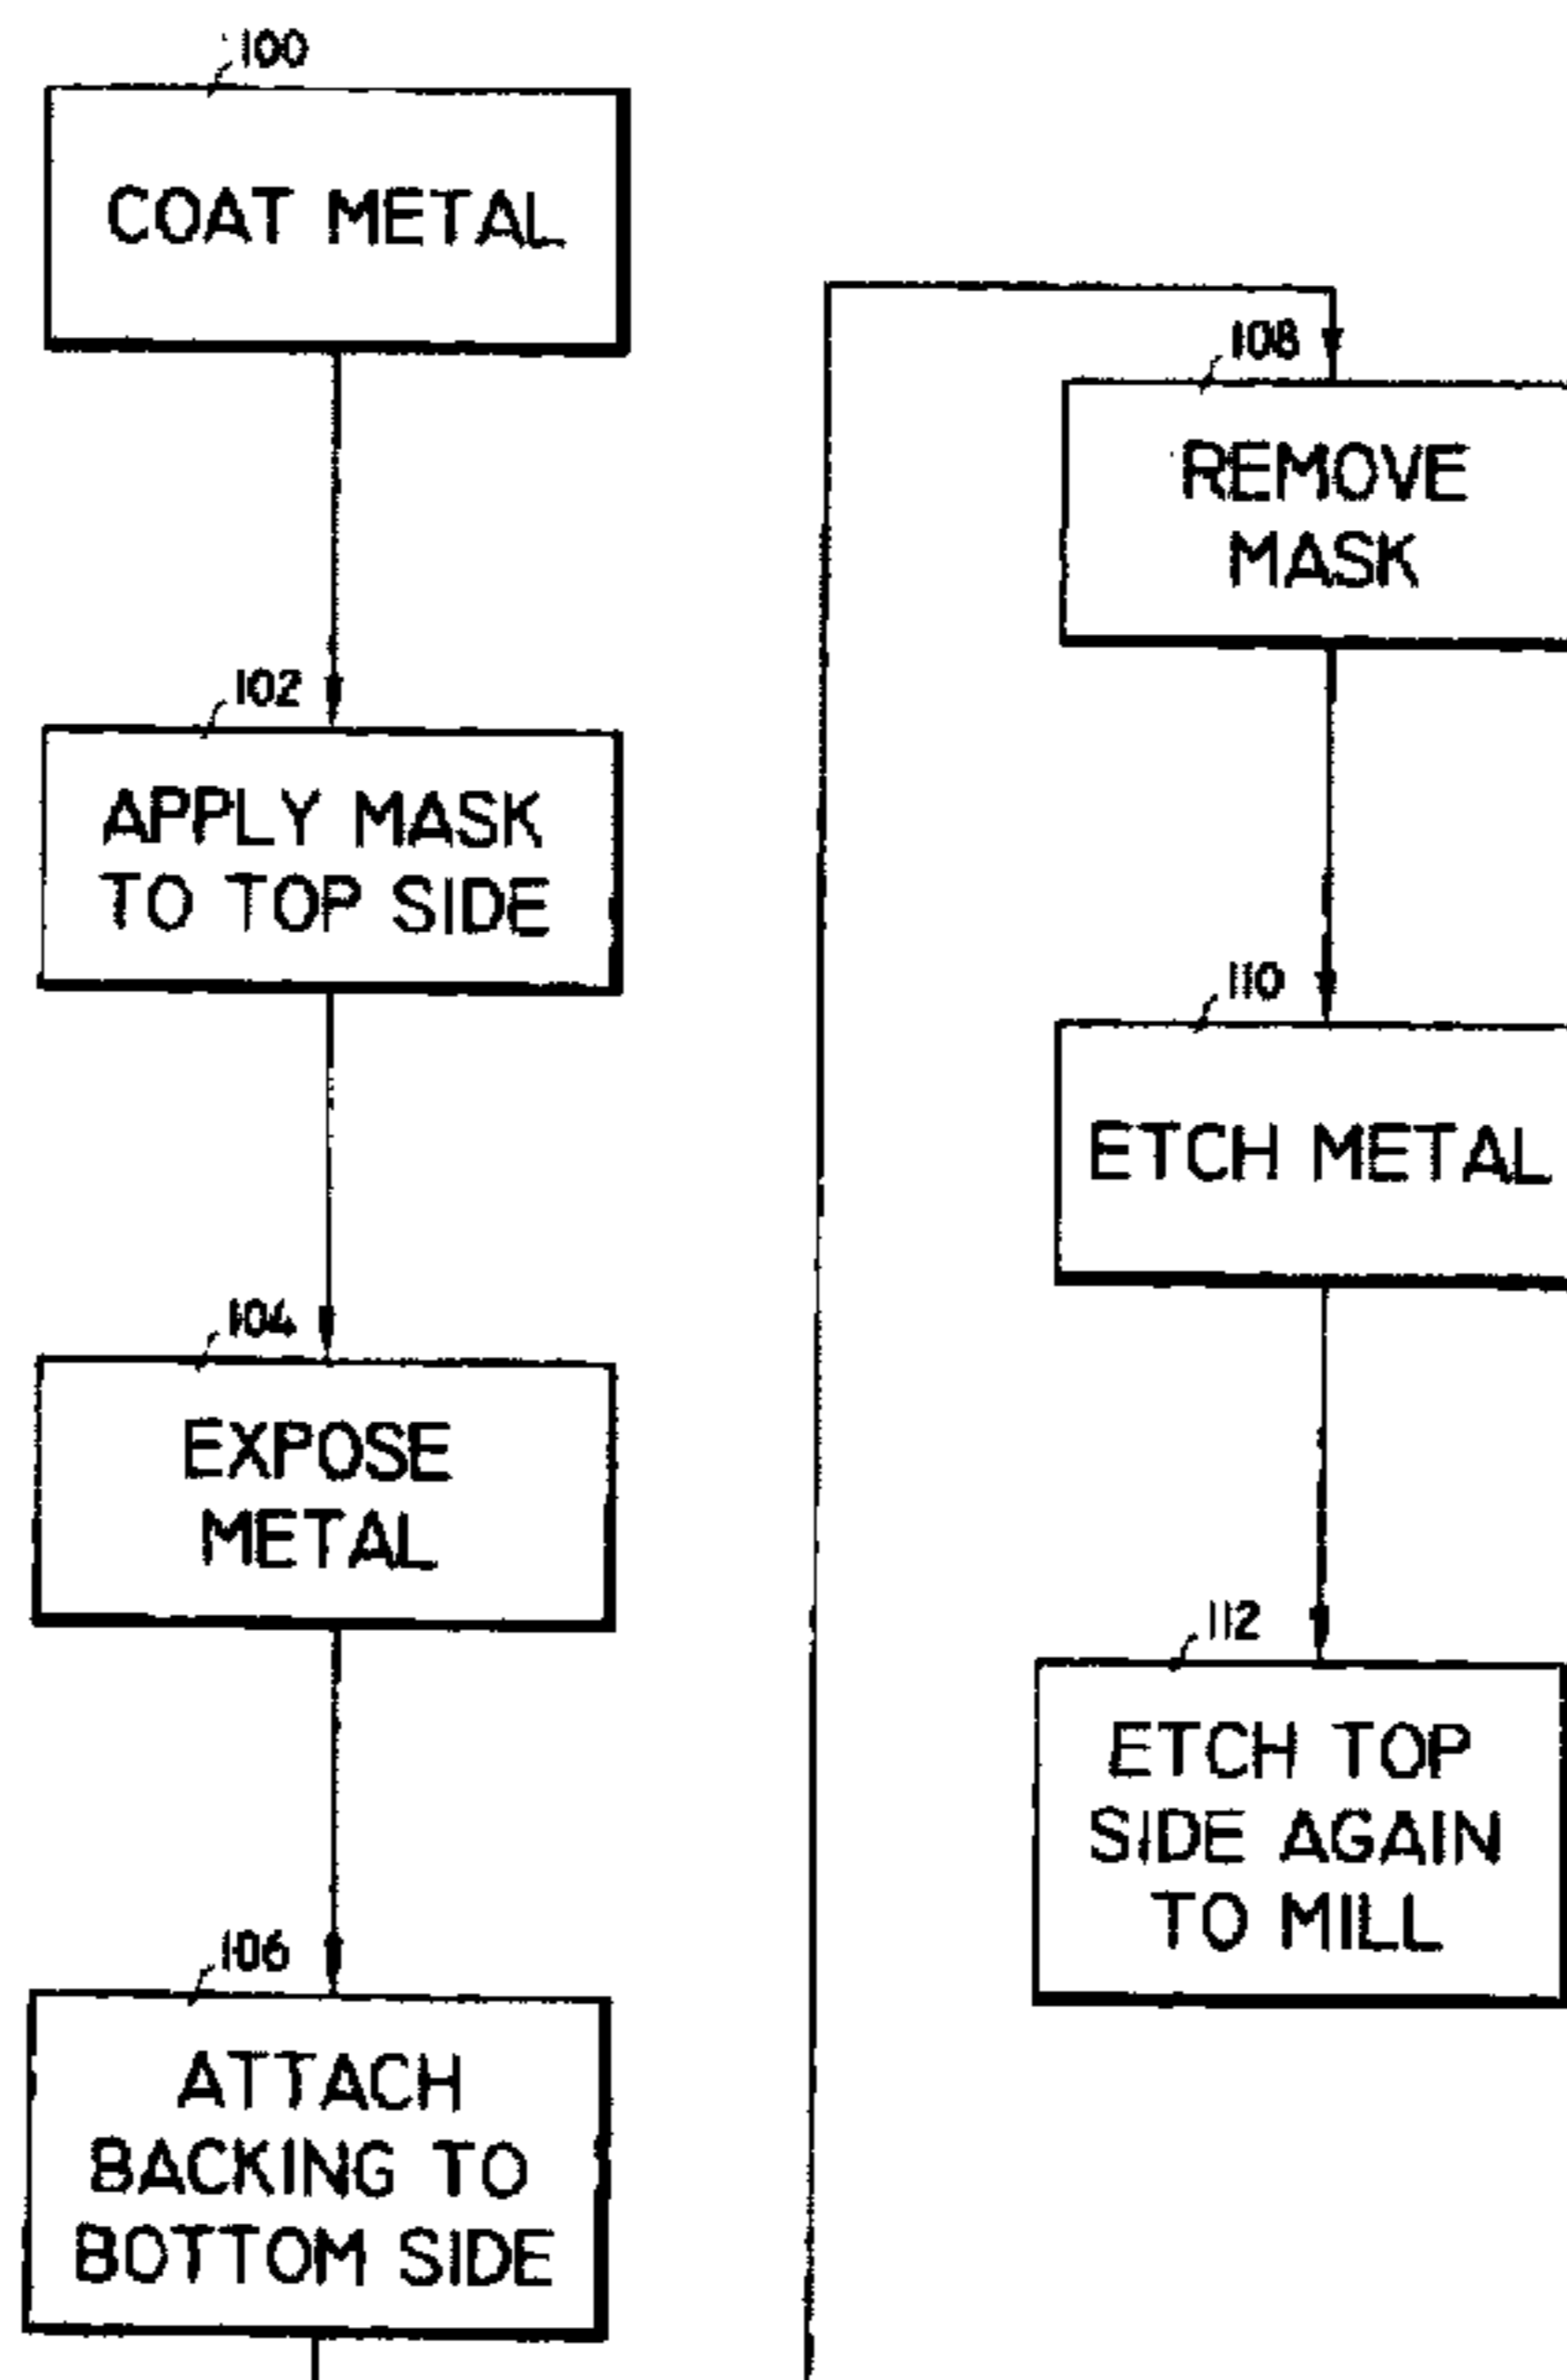 100
COAT METAL
102
APPLY MASK
TO TOP SIDE
104
EXPOSE
METAL
106
ATTACH
BACKING TO
BOTTOM SIDE
108
REMOVE
MASK
110
ETCH METAL
112
ETCH TOP
SIDE AGAIN
TO MILL